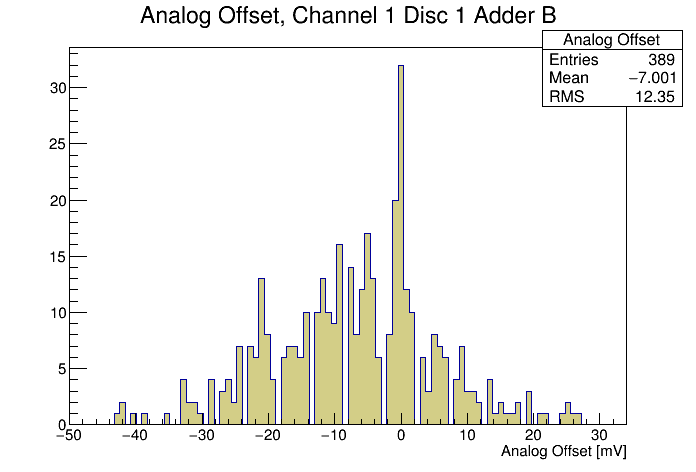 Analog Offset, Channel 1 Disc 1 Adder B
Analog Offset
Entries 389
Mean −7.001
RMS 12.35
30
25
20
15
10
5
0
−50 −40 −30 −20 −10 0 10 20 30
Analog Offset [mV]